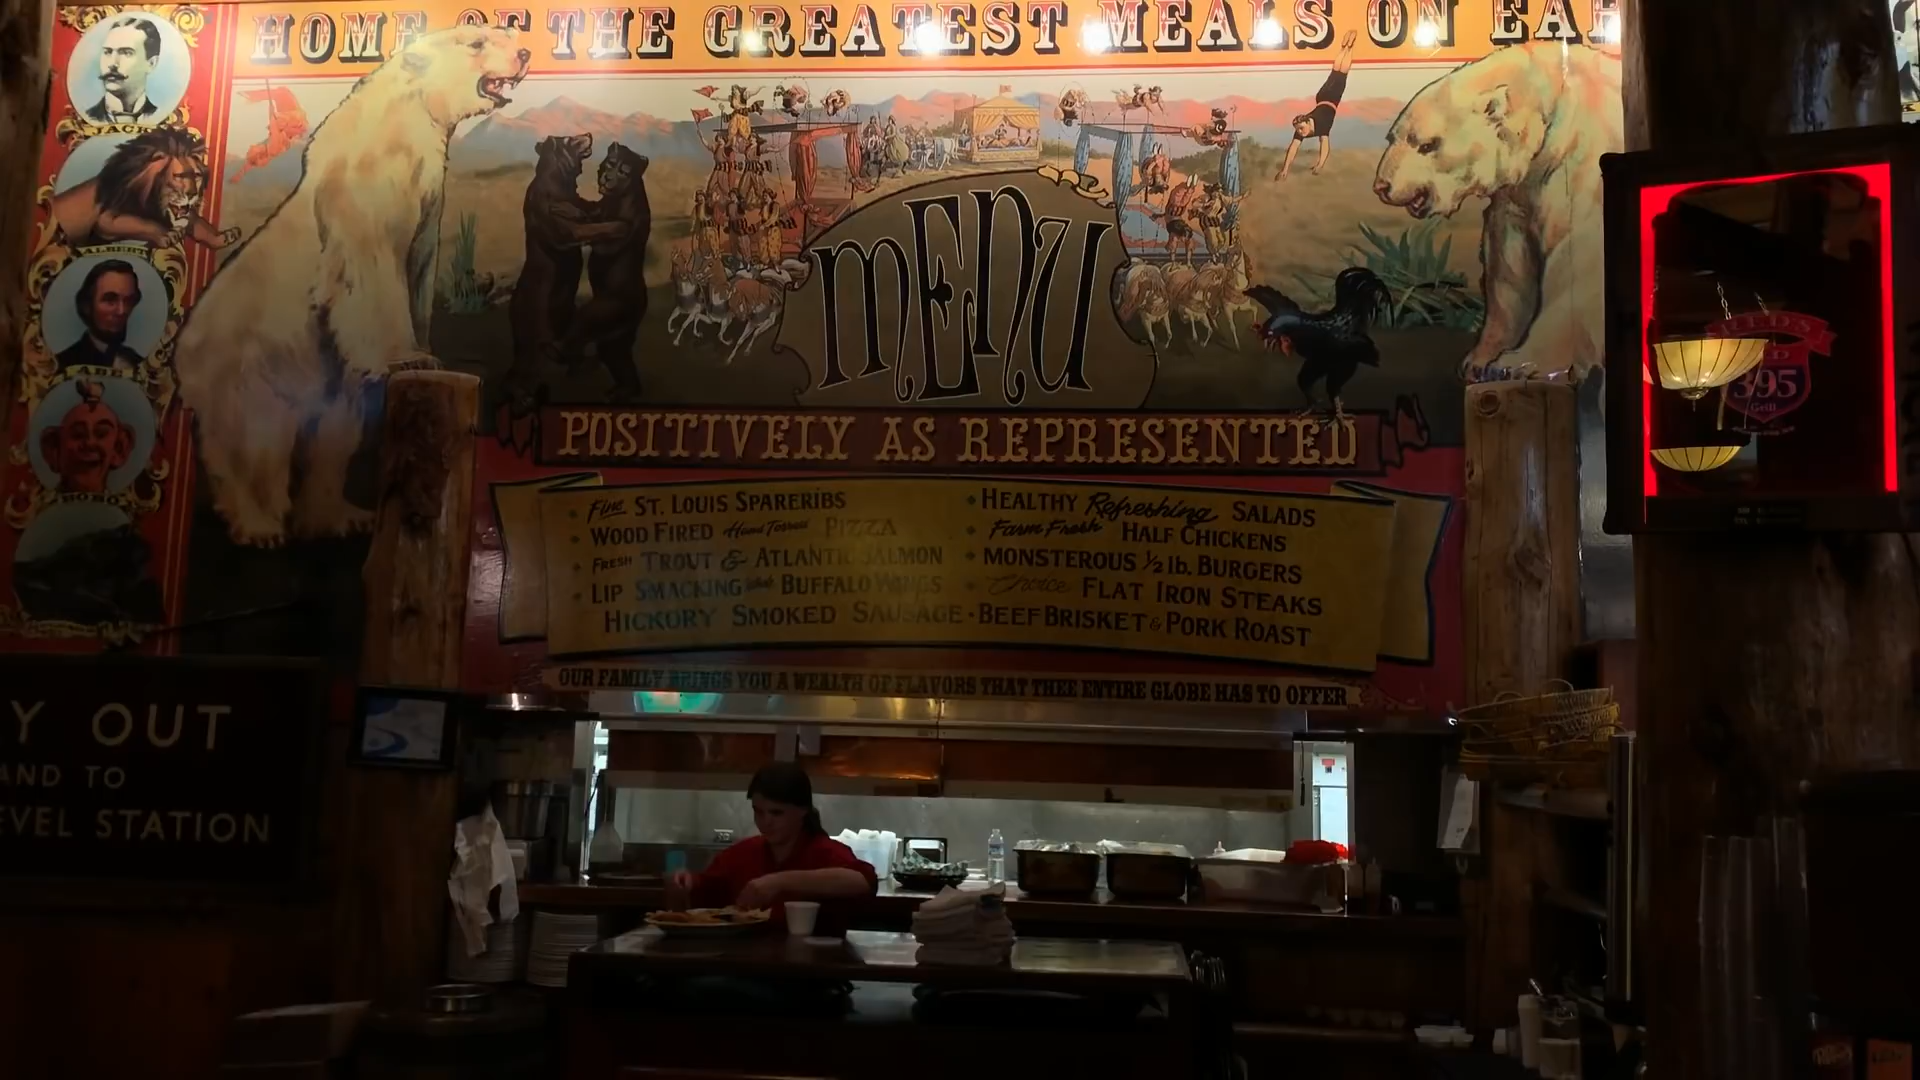 HOME OF THE GREATEST MEALS ON EAR
JACK
ALBERT
ABE
BOBO
MENU
POSITIVELY AS REPRESENTED
• Fine ST. LOUIS SPARERIBS
• WOOD FIRED Hand Tossed PIZZA
• FRESH TROUT & ATLANTIC SALMON
• LIP SMACKING BUFFALO WINGS
HICKORY SMOKED SAUSAGE • BEEF BRISKET & PORK ROAST
• HEALTHY Refreshing SALADS
• Farm Fresh HALF CHICKENS
• MONSTEROUS ½ lb. BURGERS
• Choice FLAT IRON STEAKS
OUR FAMILY BRINGS YOU A WEALTH OF FLAVORS THAT THEE ENTIRE GLOBE HAS TO OFFER
Y OUT
AND TO
EVEL STATION
RED'S
395
Grill